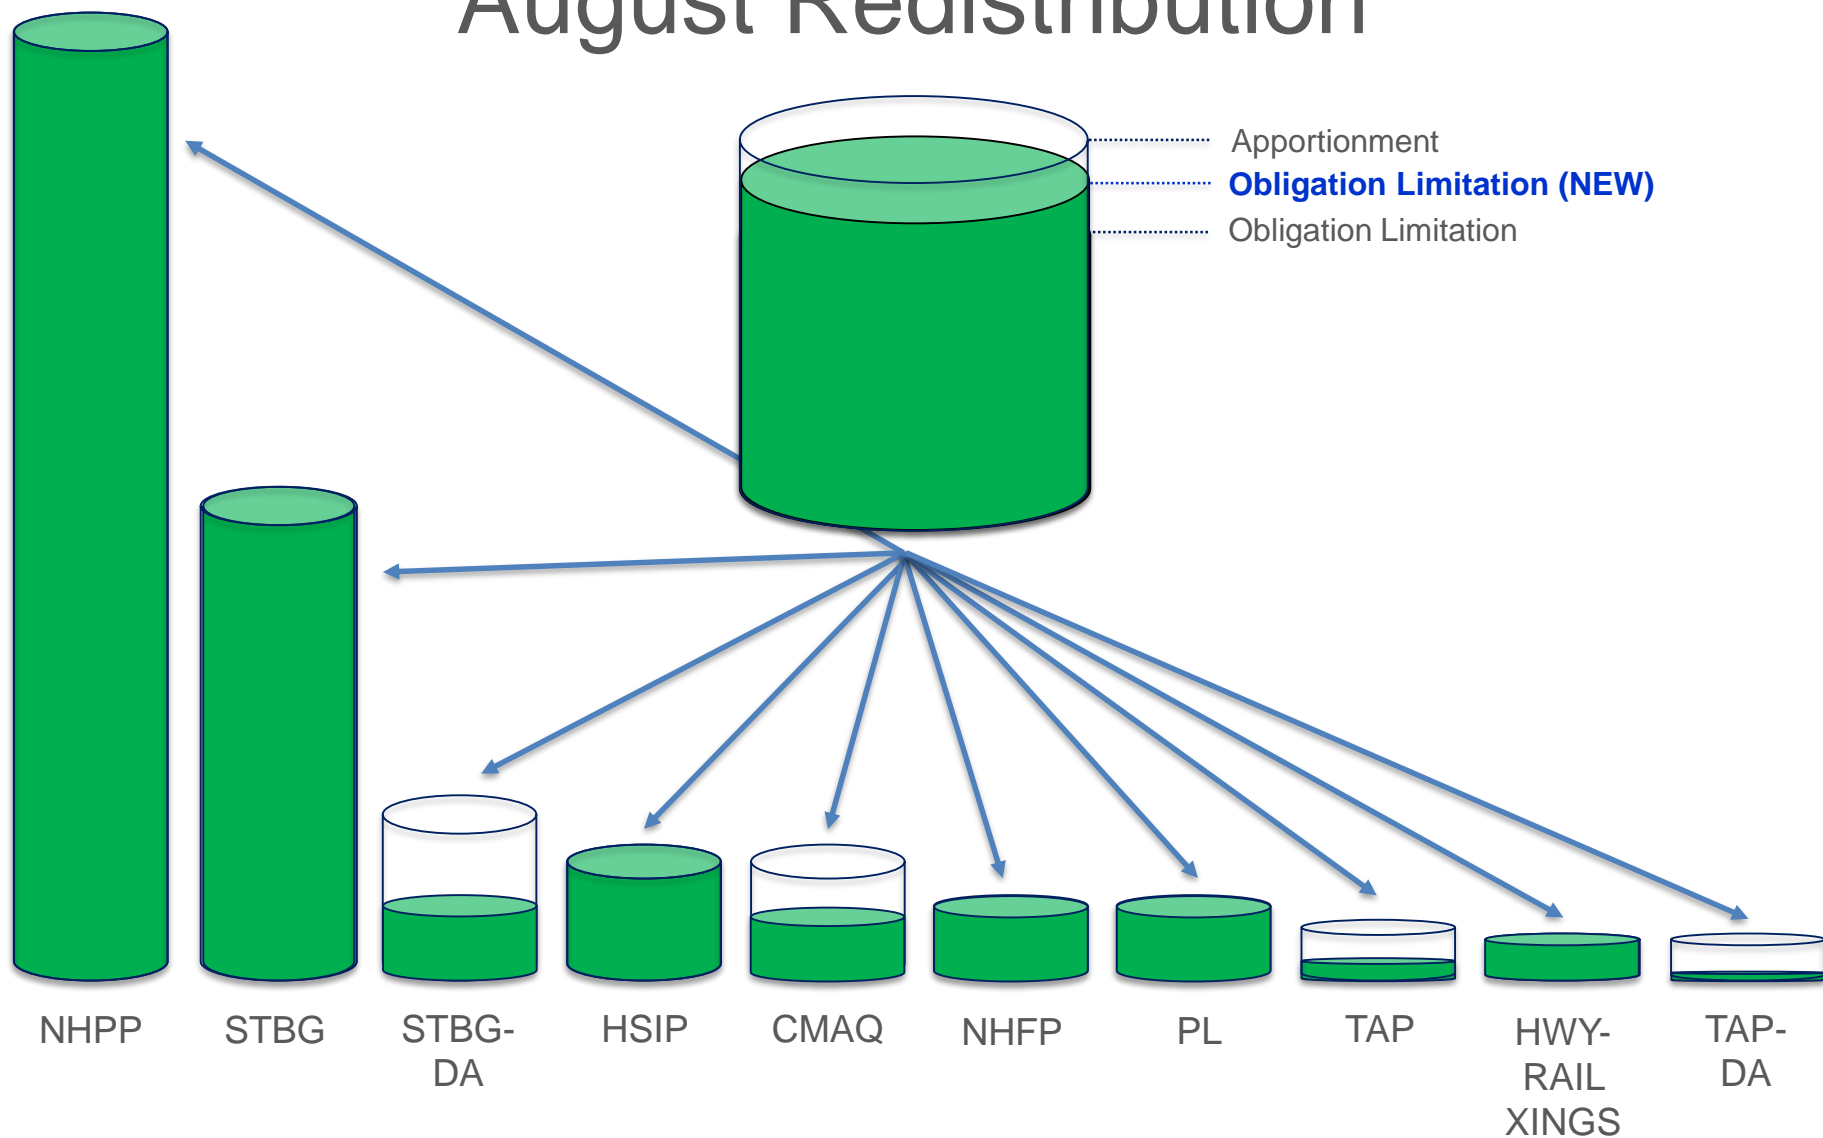 August Redistribution
Apportionment
Obligation Limitation (NEW)
Obligation Limitation
NHPP
STBG
STBG-
DA
HSIP
CMAQ
NHFP
PL
TAP
HWY-
RAIL
XINGS
TAP-
DA